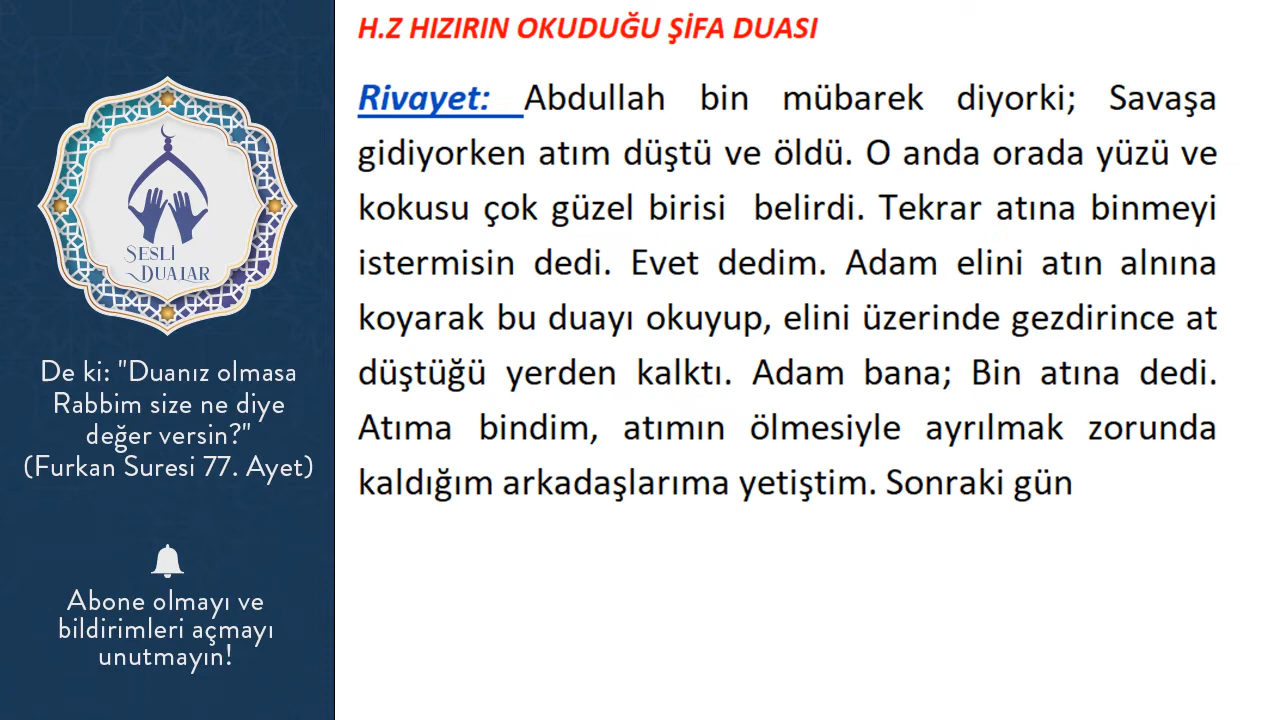 SESLİ
DUALAR
De ki: "Duanız olmasa
Rabbim size ne diye
değer versin?"
(Furkan Suresi 77. Ayet)
Abone olmayı ve
bildirimleri açmayı
unutmayın!
H.Z HIZIRIN OKUDUĞU ŞİFA DUASI
Rivayet: Abdullah bin mübarek diyorki; Savaşa
gidiyorken atım düştü ve öldü. O anda orada yüzü ve
kokusu çok güzel birisi belirdi. Tekrar atına binmeyi
istermisin dedi. Evet dedim. Adam elini atın alnına
koyarak bu duayı okuyup, elini üzerinde gezdirince at
düştüğü yerden kalktı. Adam bana; Bin atına dedi.
Atıma bindim, atımın ölmesiyle ayrılmak zorunda
kaldığım arkadaşlarıma yetiştim. Sonraki gün